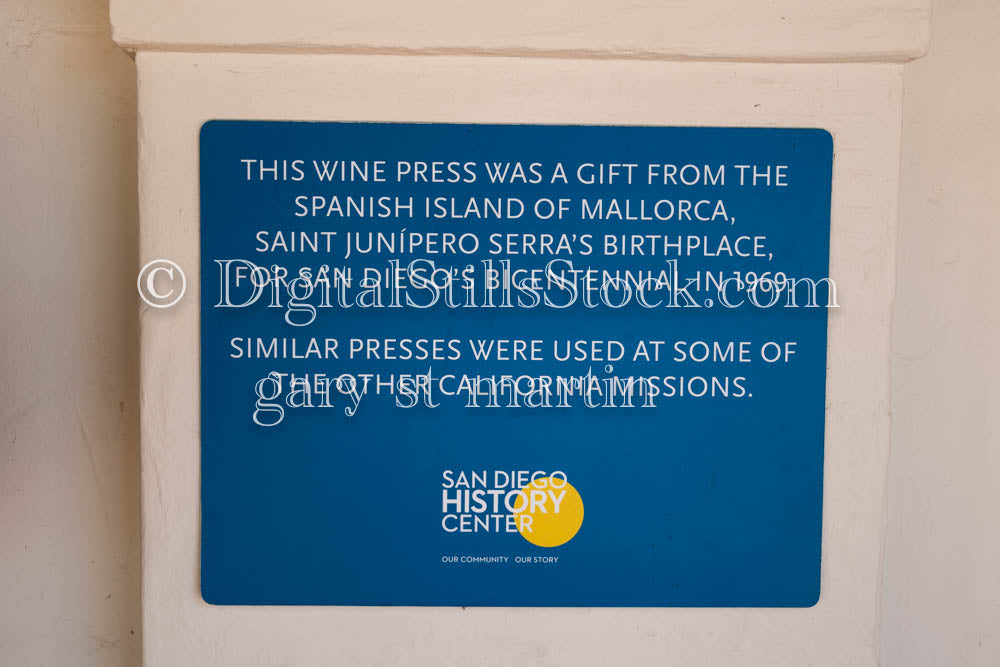 THIS WINE PRESS WAS A GIFT FROM THE
SPANISH ISLAND OF MALLORCA,
SAINT JUNÍPERO SERRA'S BIRTHPLACE,
FOR SAN DIEGO'S BICENTENNIAL IN 1969.
© DigitalStillsStock.com
SIMILAR PRESSES WERE USED AT SOME OF
THE OTHER CALIFORNIA MISSIONS.
gary st martin
SAN DIEGO
HISTORY
CENTER
OUR COMMUNITY OUR STORY